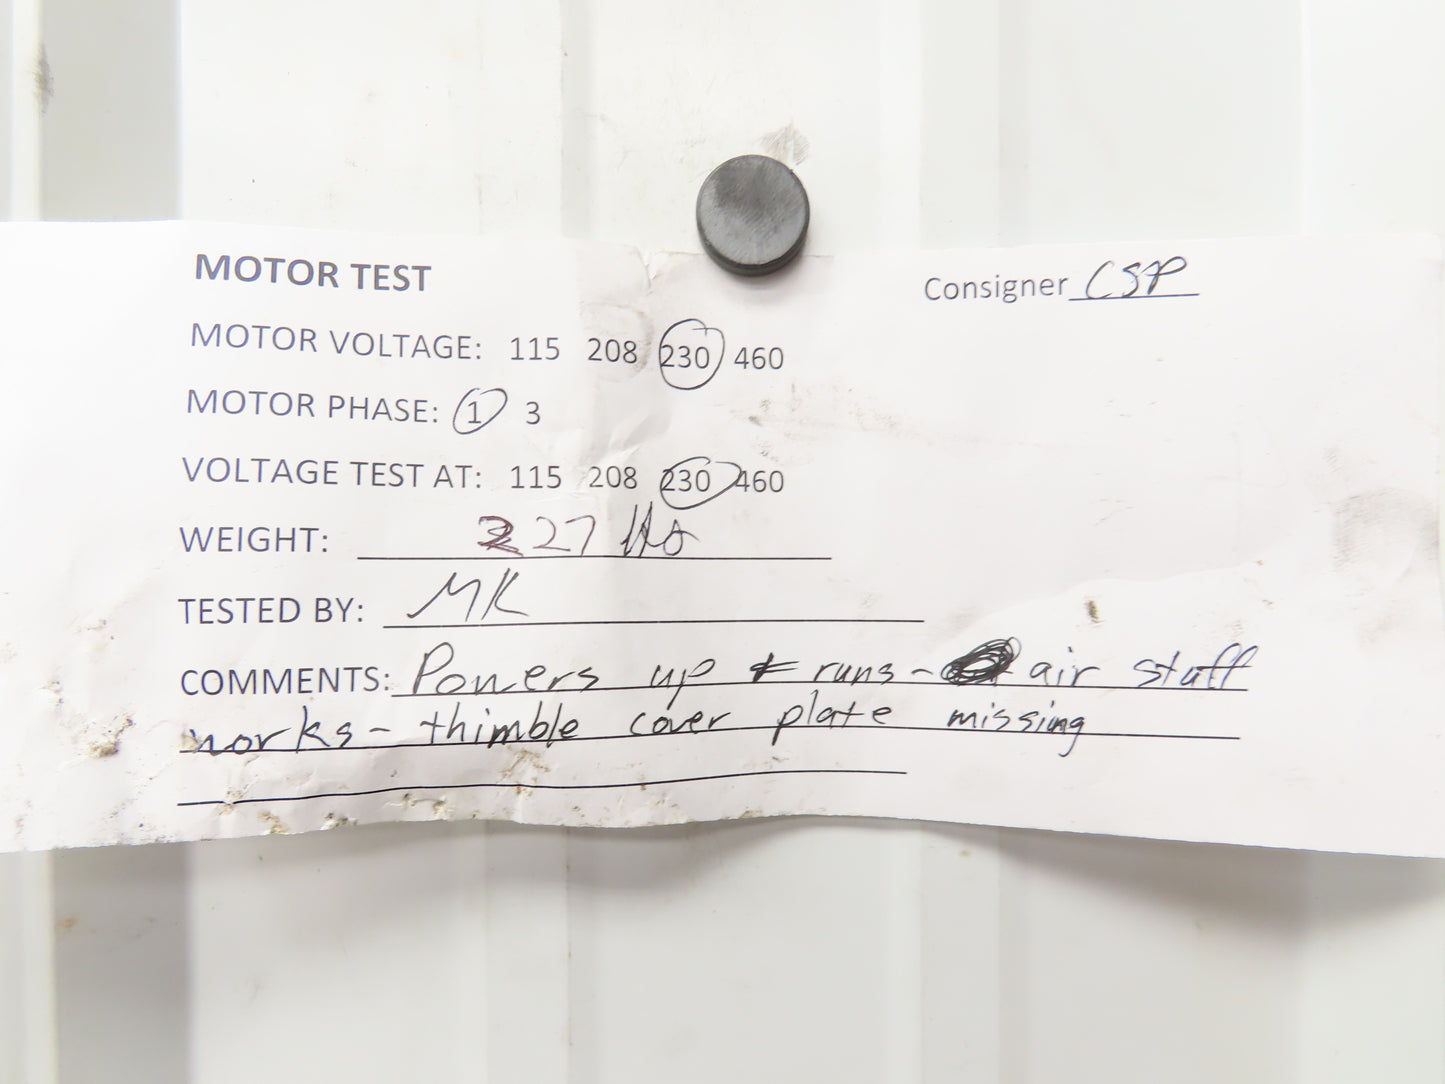 MOTOR TEST
Consigner CSP
MOTOR VOLTAGE: 115 208 230 460
MOTOR PHASE: 1 3
VOLTAGE TEST AT: 115 208 230 460
WEIGHT: 227 lbs
TESTED BY: MK
COMMENTS: Powers up + runs - air stuff
works - thimble cover plate missing